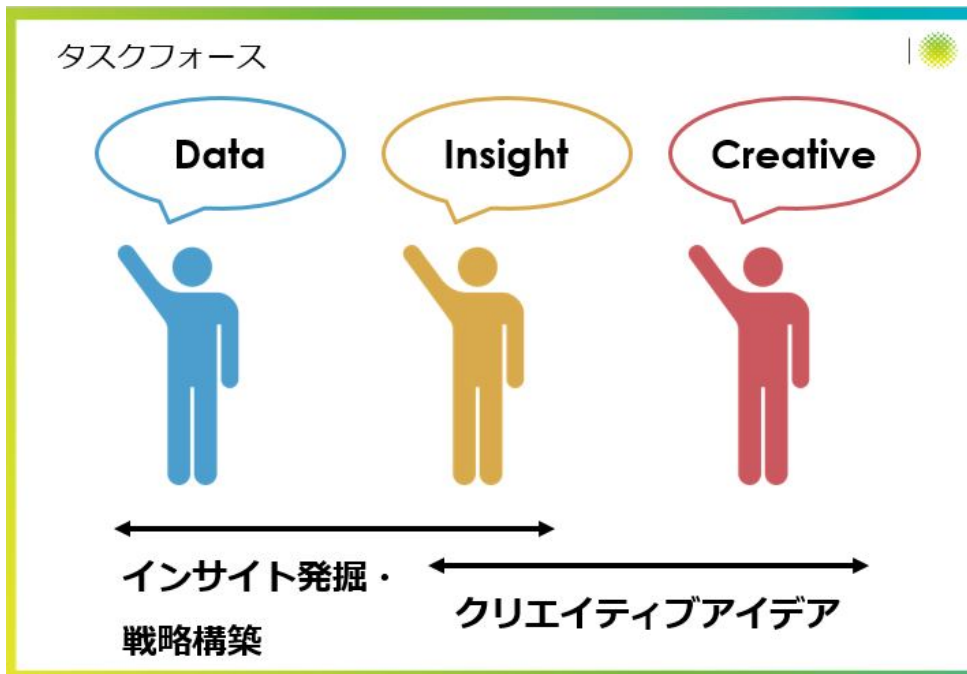 タスクフォース
Data
Insight
Creative
インサイト発掘・
戦略構築
クリエイティブアイデア